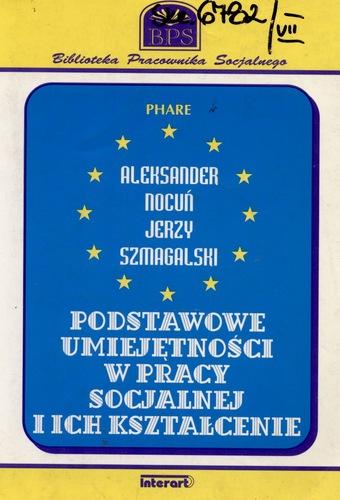 6782/VII
BPS
Biblioteka Pracownika Socjalnego
PHARE
ALEKSANDER
NOCUŃ
JERZY
SZMAGALSKI
PODSTAWOWE
UMIEJĘTNOŚCI
W PRACY
SOCJALNEJ
I ICH KSZTAŁCENIE
Interart